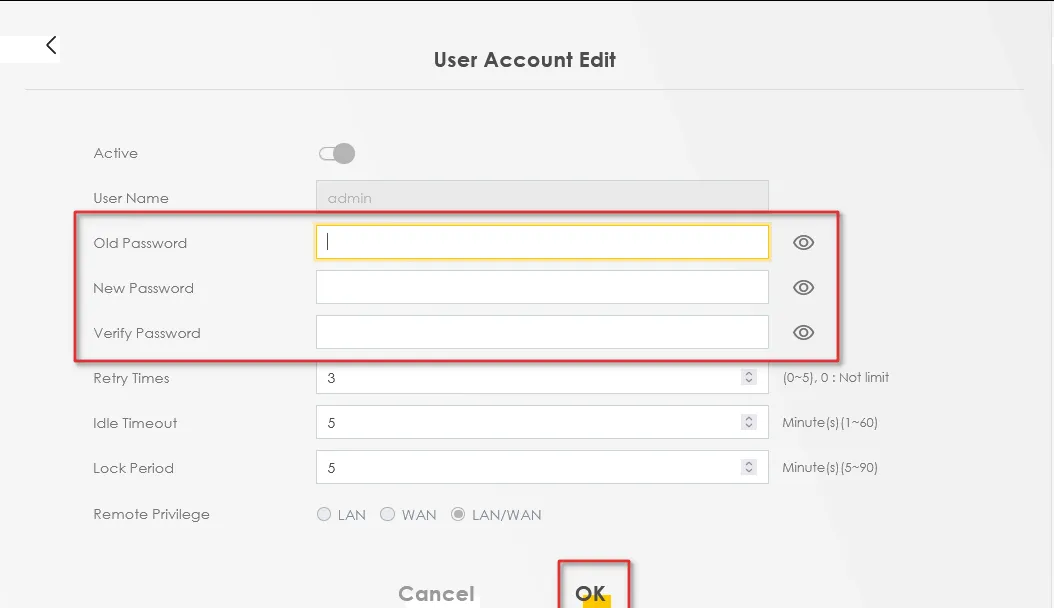 User Account Edit
Active
User Name admin
Old Password
New Password
Verify Password
Retry Times 3 (0~5), 0 : Not limit
Idle Timeout 5 Minute(s)(1~60)
Lock Period 5 Minute(s)(5~90)
Remote Privilege LAN WAN LAN/WAN
Cancel OK